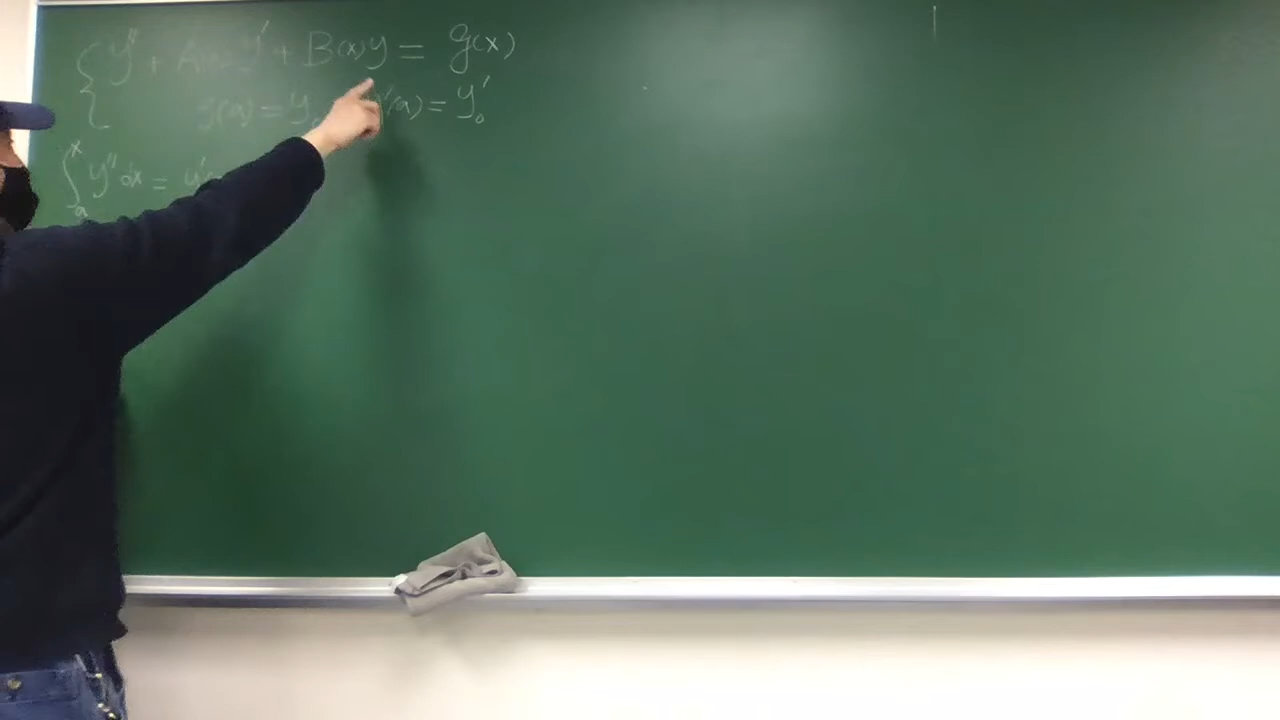 { y'' + A(x) y' + B(x) y = g(x)
y(a) = y₀ y'(a) = y₀'
∫ₐˣ y'' dx = y'